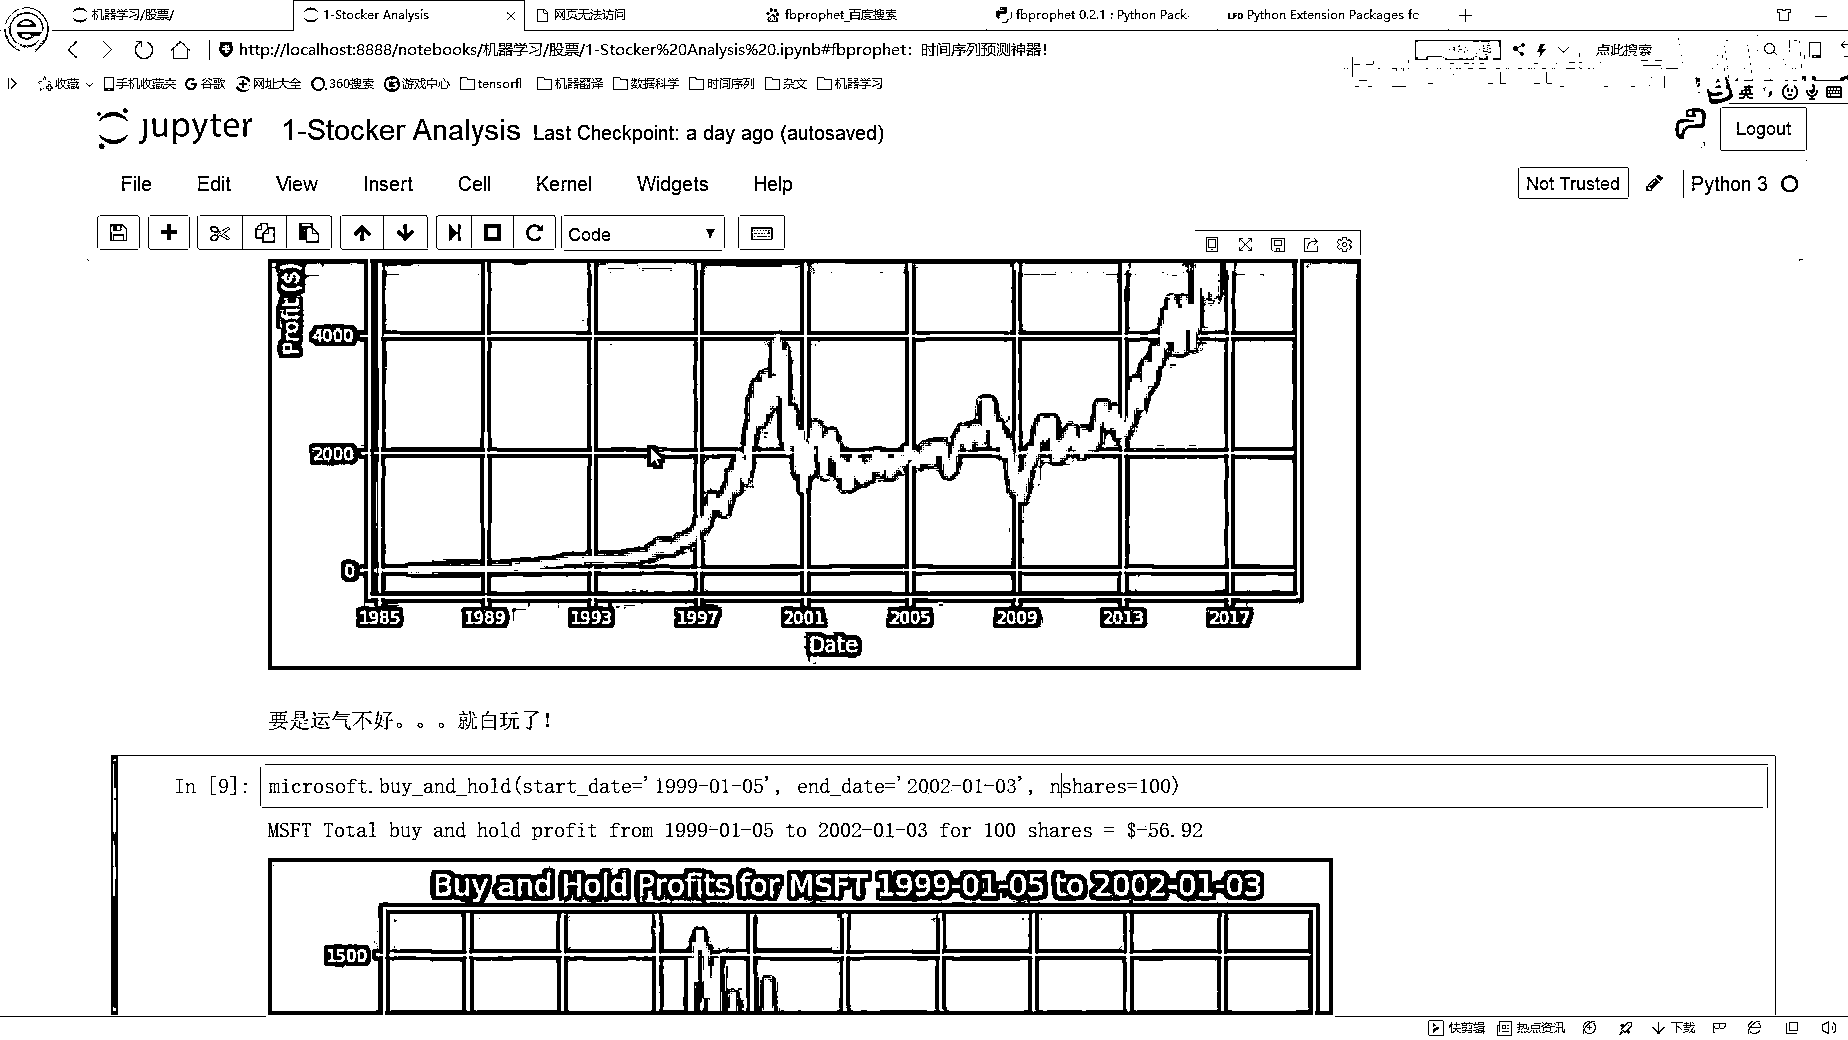 机器学习/股票/
1-Stocker Analysis
网页无法访问
fbprophet_百度搜索
fbprophet 0.2.1 : Python Pack
Python Extension Packages fc
http://localhost:8888/notebooks/机器学习/股票/1-Stocker%20Analysis%20.ipynb#fbprophet：时间序列预测神器！
点此搜索
收藏 手机收藏夹 谷歌 网址大全 360搜索 游戏中心 tensorfl 机器翻译 数据科学 时间序列 杂文 机器学习
英
jupyter 1-Stocker Analysis Last Checkpoint: a day ago (autosaved)
Logout
File Edit View Insert Cell Kernel Widgets Help
Not Trusted Python 3
Code
Profit ($)
4000
2000
0
1985 1989 1993 1997 2001 2005 2009 2013 2017
Date
要是运气不好。。。就白玩了！
In [9]: microsoft.buy_and_hold(start_date='1999-01-05', end_date='2002-01-03', nshares=100)
MSFT Total buy and hold profit from 1999-01-05 to 2002-01-03 for 100 shares = $-56.92
Buy and Hold Profits for MSFT 1999-01-05 to 2002-01-03
1500
快剪辑 热点资讯 下载